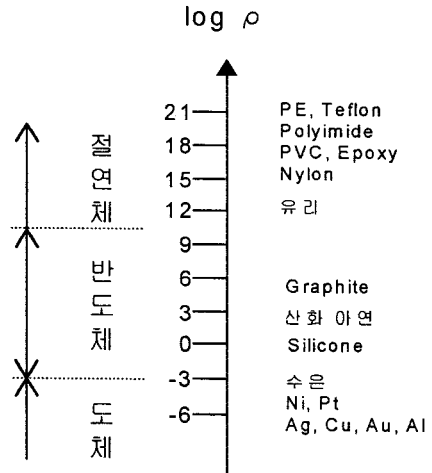 log ρ
절연체
반도체
도체
21
18
15
12
9
6
3
0
-3
-6
PE, Teflon
Polyimide
PVC, Epoxy
Nylon
유리
Graphite
산화 아연
Silicone
수은
Ni, Pt
Ag, Cu, Au, Al